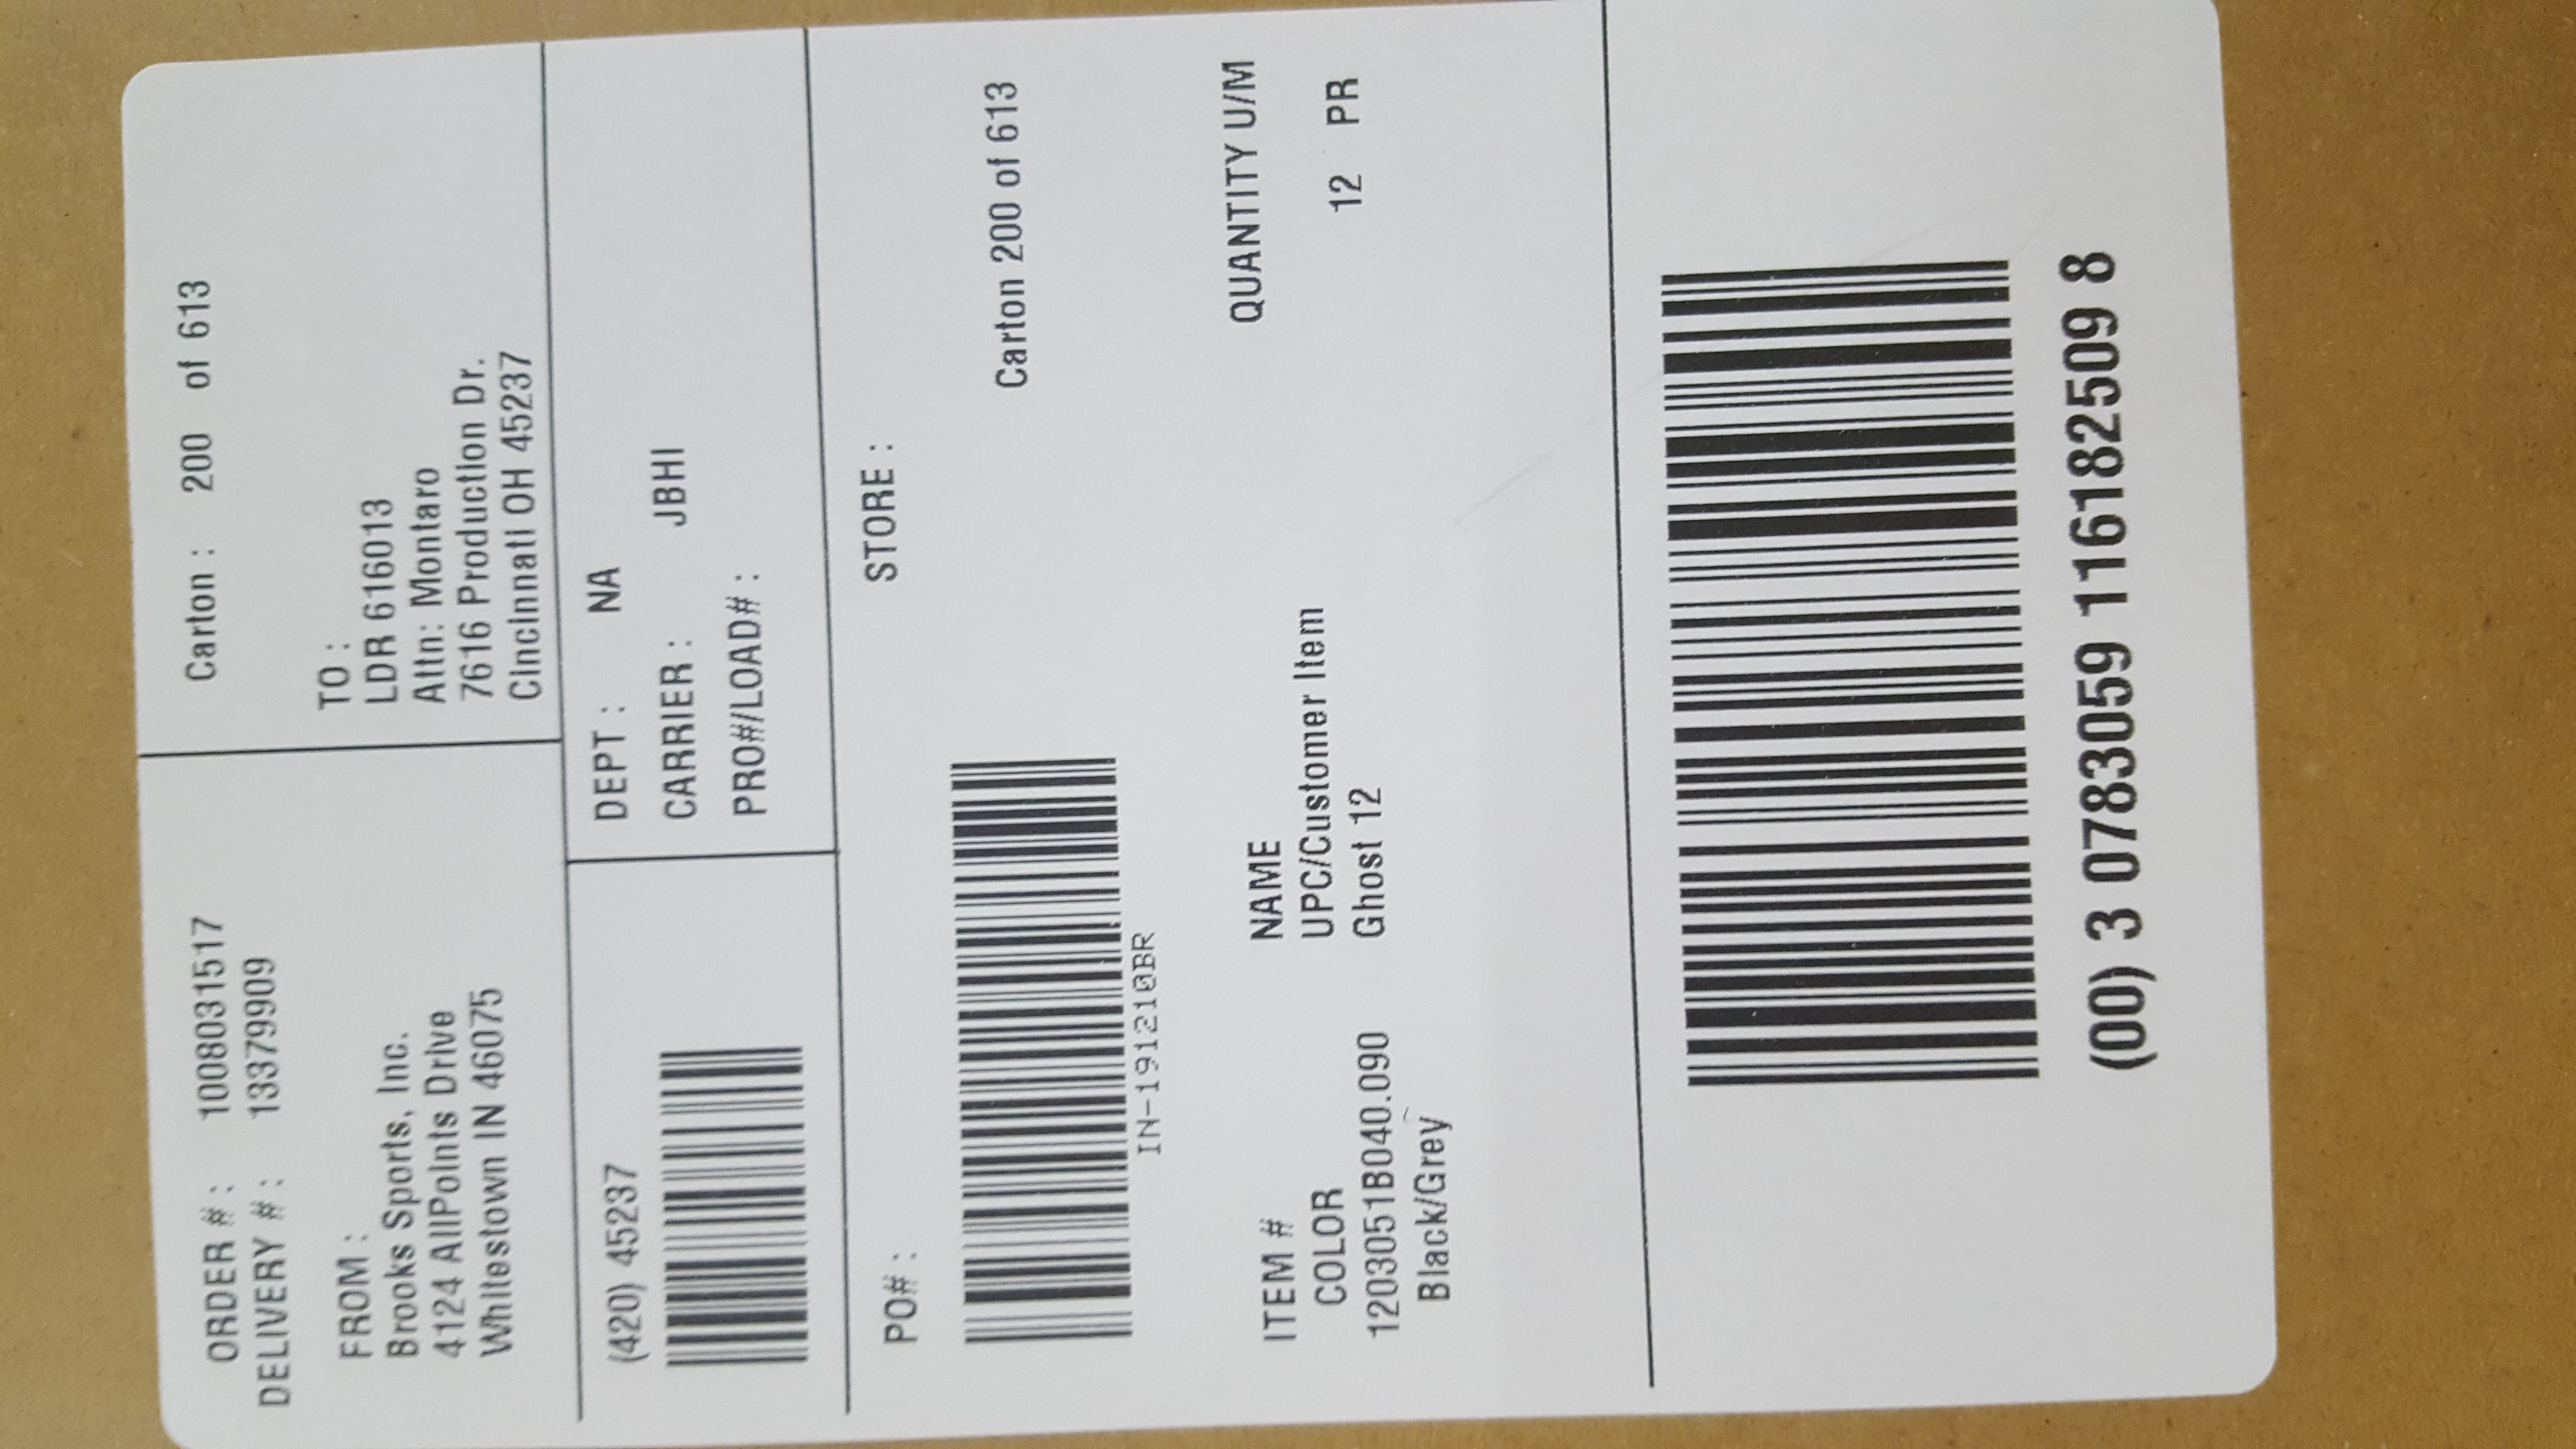 ORDER # : 1008031517
DELIVERY # : 13379909
FROM :
Brooks Sports, Inc.
4124 AllPoints Drive
Whitestown IN 46075
Carton : 200 of 613
TO :
LDR 616013
Attn: Montaro
7616 Production Dr.
Cincinnati OH 45237
(420) 45237
DEPT : NA
CARRIER : JBHI
PRO#/LOAD# :
PO# : STORE :
Carton 200 of 613
IN-191210BR
ITEM # NAME QUANTITY U/M
COLOR UPC/Customer Item
1203051B040.090 Ghost 12 12 PR
Black/Grey
(00) 3 0783059 116182509 8